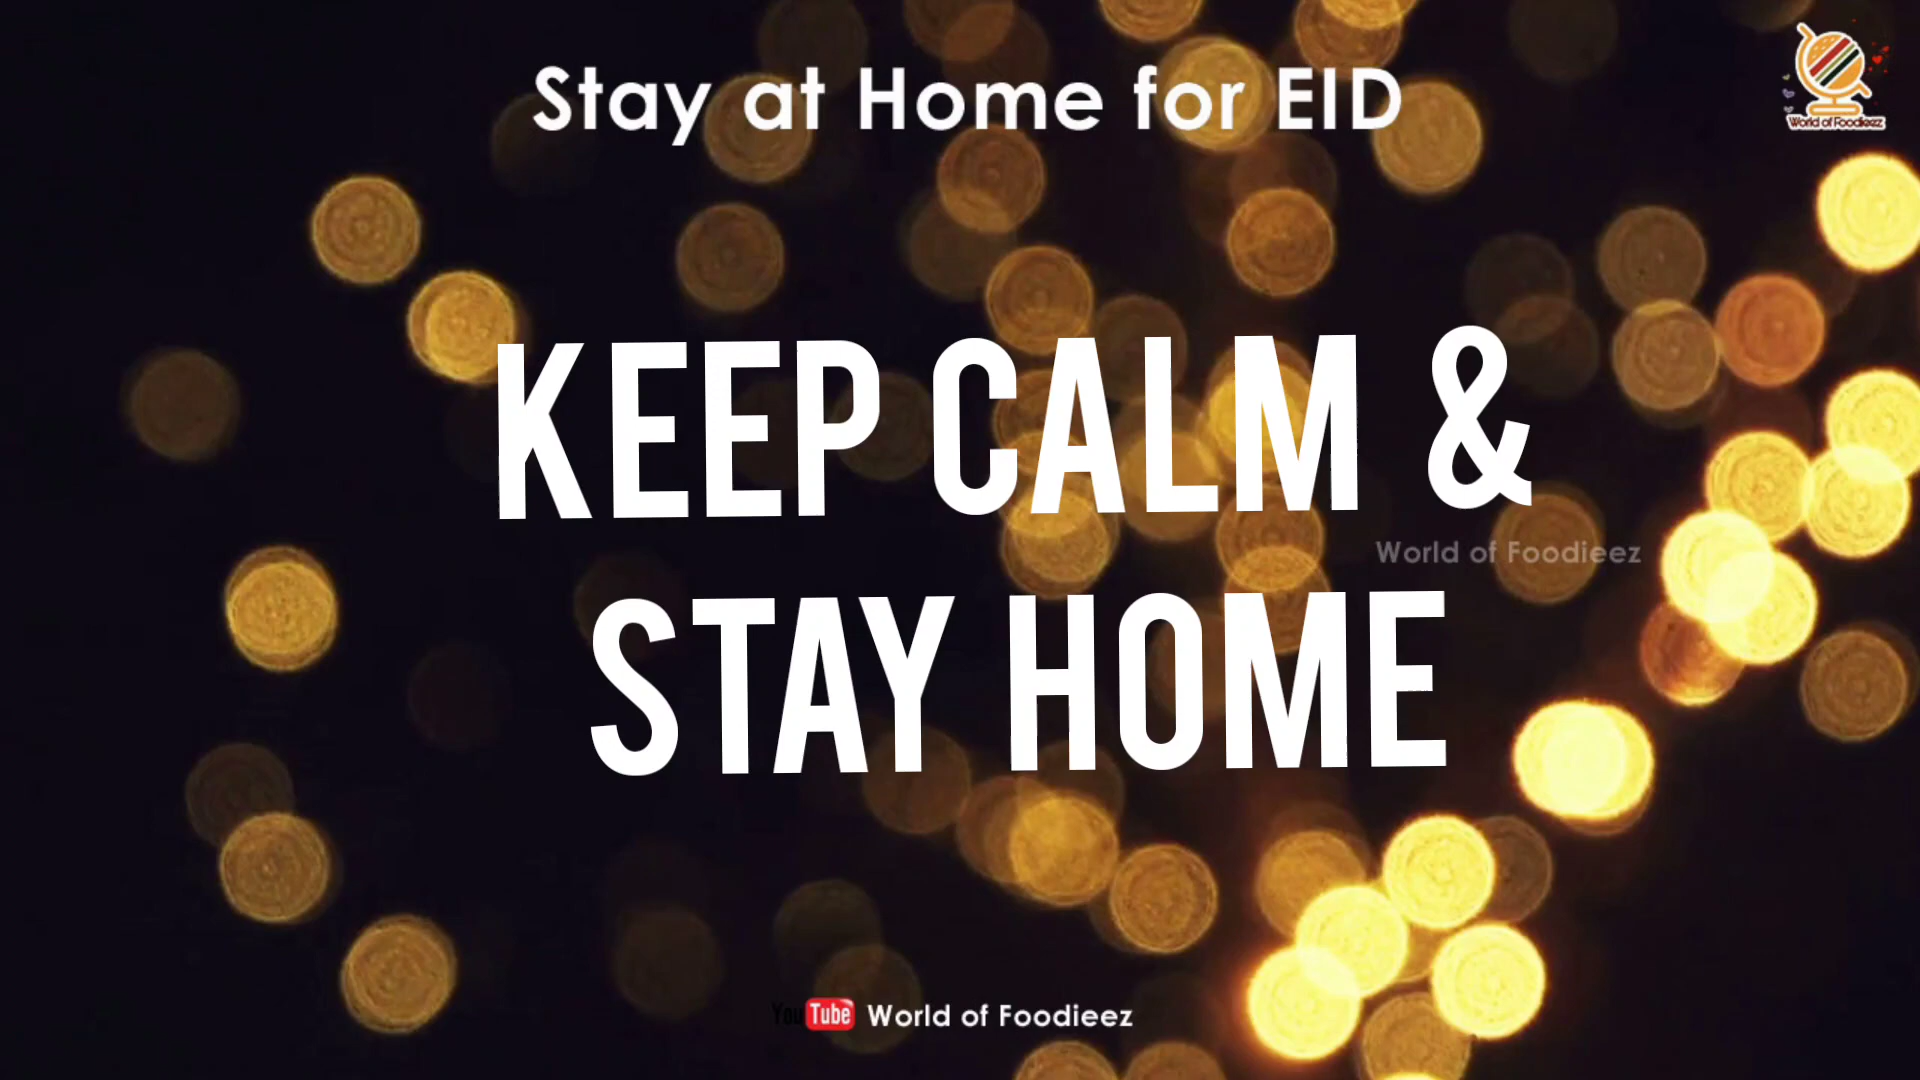 Stay at Home for EID
World of Foodieez
KEEP CALM &
World of Foodieez
STAY HOME
YouTube World of Foodieez